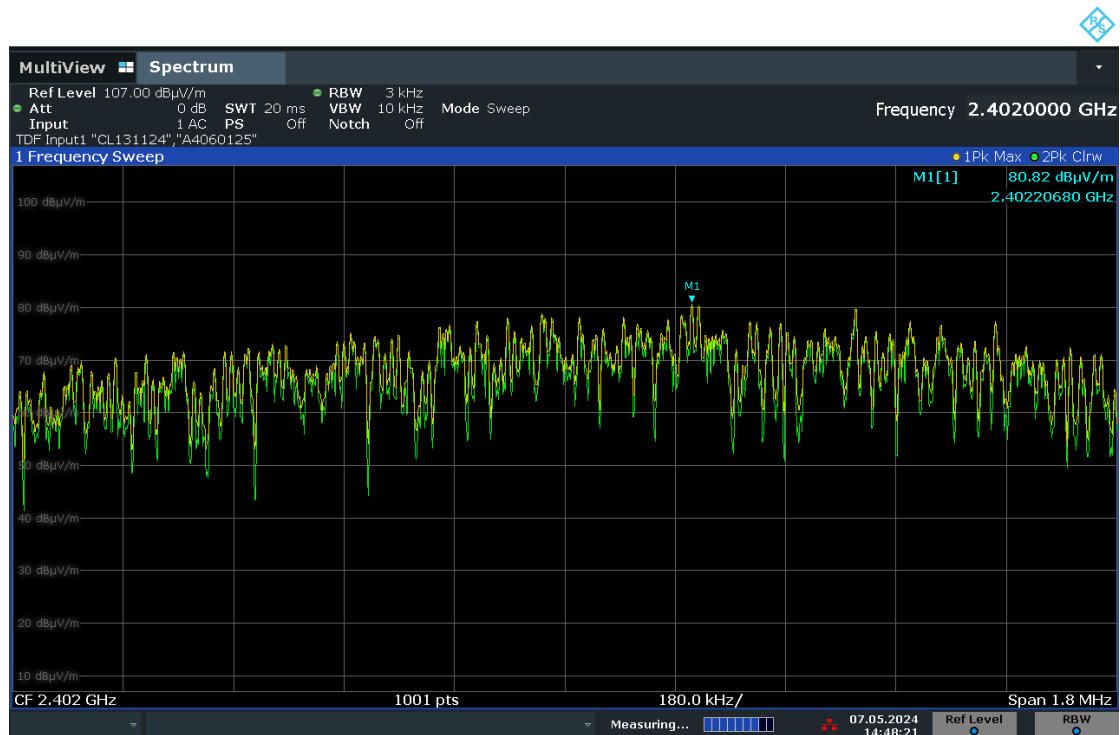 R&S
MultiView Spectrum
Ref Level 107.00 dBµV/m RBW 3 kHz
Att 0 dB SWT 20 ms VBW 10 kHz Mode Sweep Frequency 2.4020000 GHz
Input 1 AC PS Off Notch Off
TDF Input1 "CL131124","A4060125"
1 Frequency Sweep 1Pk Max 2Pk Clrw
M1[1] 80.82 dBµV/m
2.40220680 GHz
100 dBµV/m
90 dBµV/m
M1
80 dBµV/m
70 dBµV/m
60 dBµV/m
50 dBµV/m
40 dBµV/m
30 dBµV/m
20 dBµV/m
10 dBµV/m
CF 2.402 GHz 1001 pts 180.0 kHz/ Span 1.8 MHz
Measuring... 07.05.2024 Ref Level RBW
14:48:21